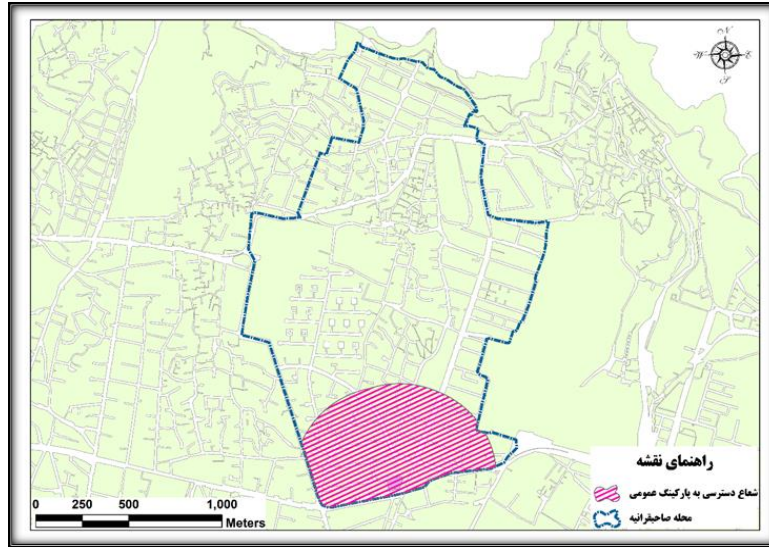 N
W E
S
راهنمای نقشه
شعاع دسترسی به پارکینگ عمومی
محله صاحبقرانیه
0 250 500 1,000
Meters